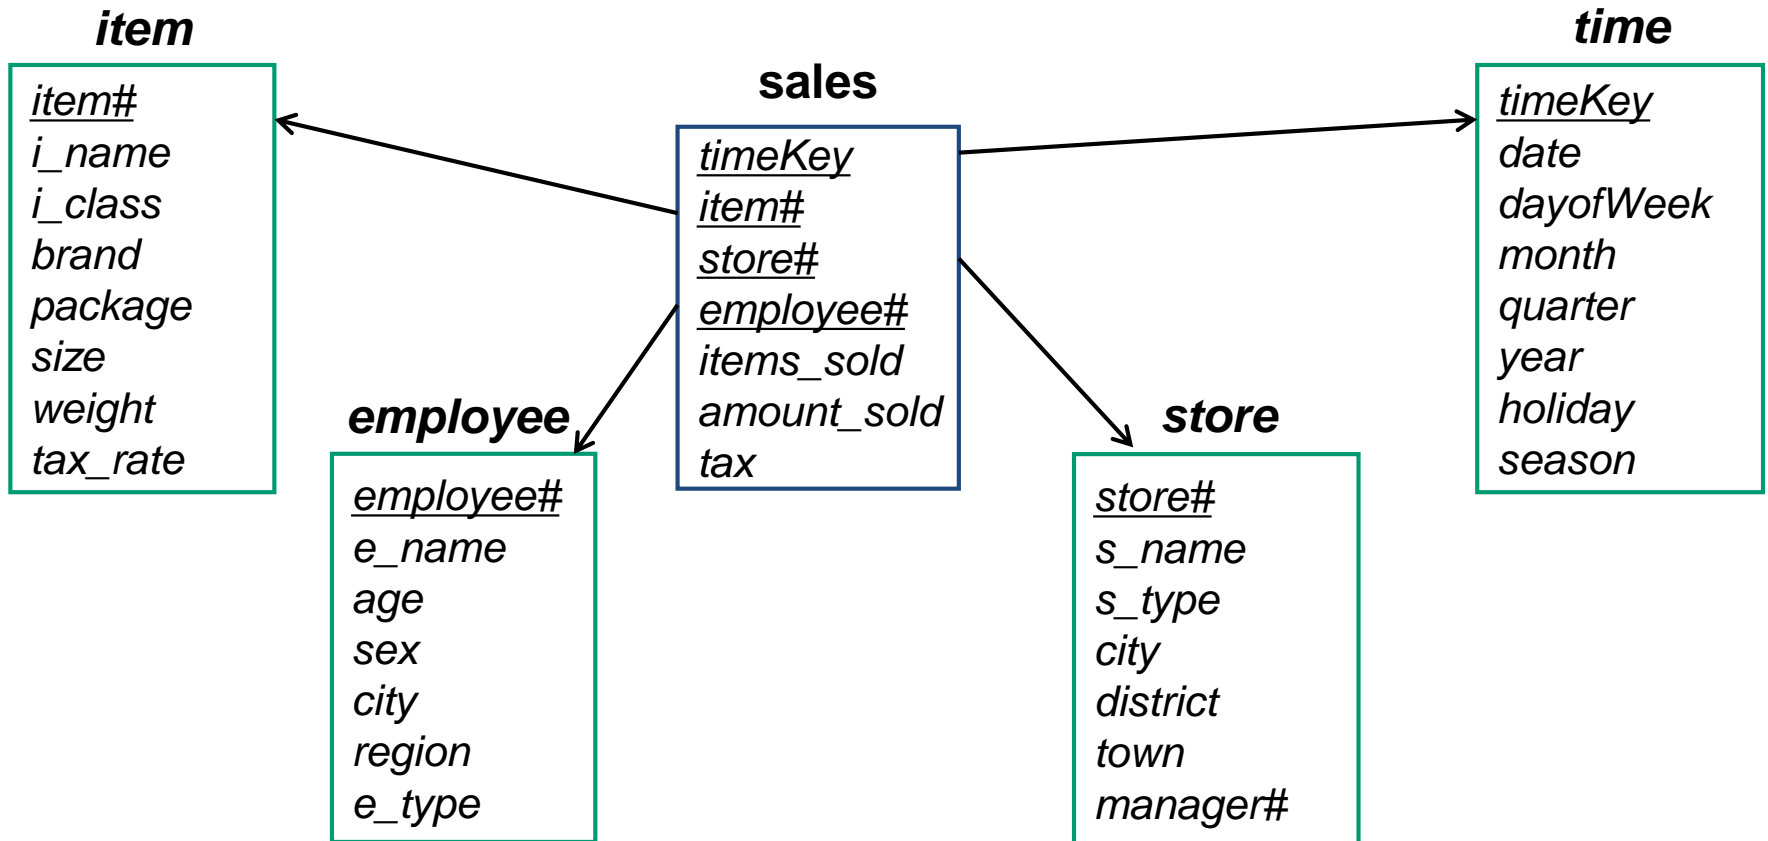 item
item#
i_name
i_class
brand
package
size
weight
tax_rate
employee
employee#
e_name
age
sex
city
region
e_type
sales
timeKey
item#
store#
employee#
items_sold
amount_sold
tax
store
store#
s_name
s_type
city
district
town
manager#
time
timeKey
date
dayofWeek
month
quarter
year
holiday
season